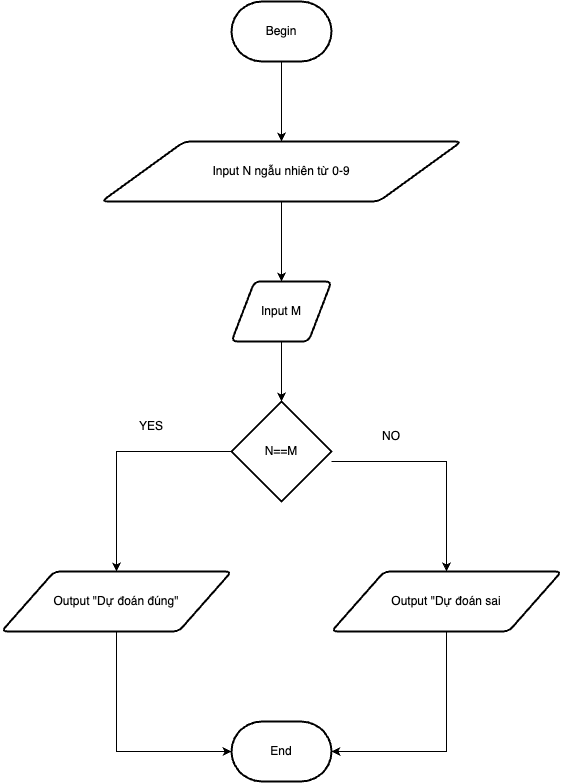 Begin
Input N ngẫu nhiên từ 0-9
Input M
YES
NO
N==M
Output "Dự đoán đúng"
Output "Dự đoán sai
End